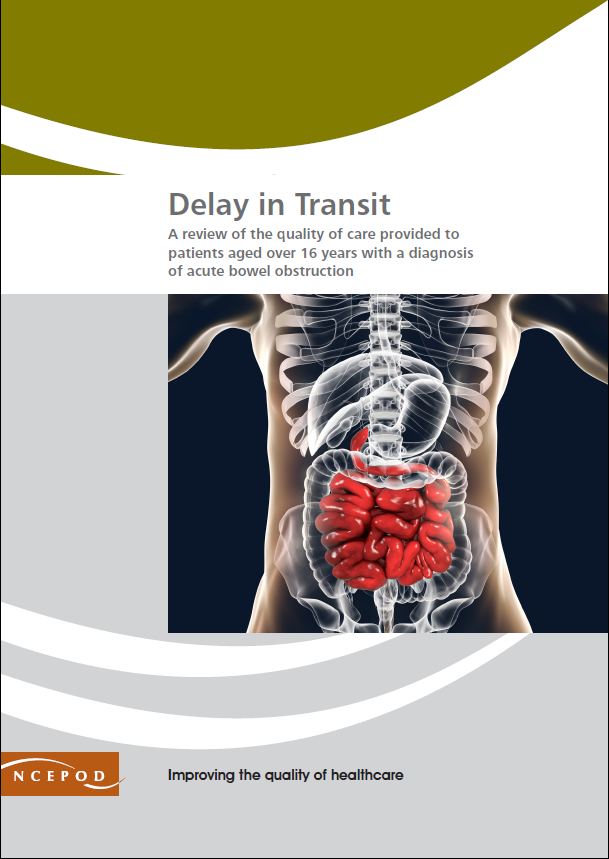 Delay in Transit
A review of the quality of care provided to
patients aged over 16 years with a diagnosis
of acute bowel obstruction
NCEPOD
Improving the quality of healthcare